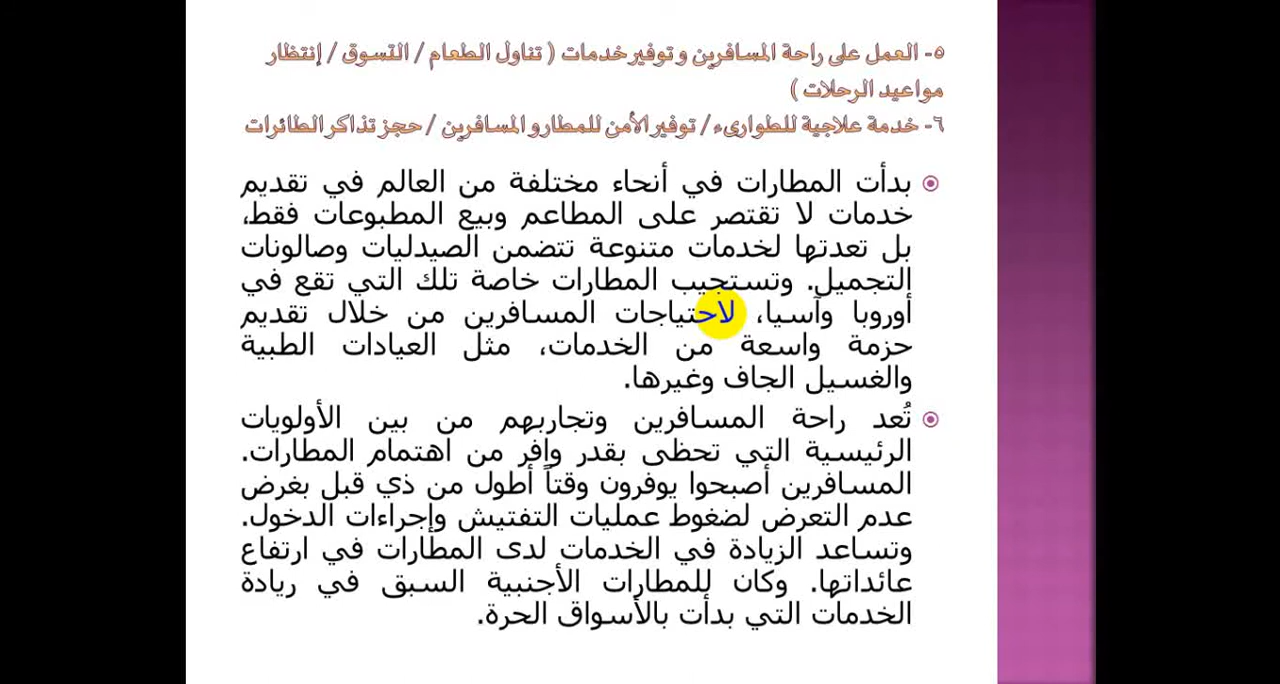 ٥- العمل على راحة المسافرين و توفير خدمات ( تناول الطعام / التسوق / إنتظار
مواعيد الرحلات )
٦- خدمة علاجية للطوارىء / توفير الأمن للمطار و المسافرين / حجز تذاكر الطائرات
بدأت المطارات في أنحاء مختلفة من العالم في تقديم
خدمات لا تقتصر على المطاعم وبيع المطبوعات فقط،
بل تعدتها لخدمات متنوعة تتضمن الصيدليات وصالونات
التجميل. وتستجيب المطارات خاصة تلك التي تقع في
أوروبا وآسيا، لاحتياجات المسافرين من خلال تقديم
حزمة واسعة من الخدمات، مثل العيادات الطبية
والغسيل الجاف وغيرها.
تُعد راحة المسافرين وتجاربهم من بين الأولويات
الرئيسية التي تحظى بقدر وافر من اهتمام المطارات.
المسافرين أصبحوا يوفرون وقتاً أطول من ذي قبل بغرض
عدم التعرض لضغوط عمليات التفتيش وإجراءات الدخول.
وتساعد الزيادة في الخدمات لدى المطارات في ارتفاع
عائداتها. وكان للمطارات الأجنبية السبق في ريادة
الخدمات التي بدأت بالأسواق الحرة.